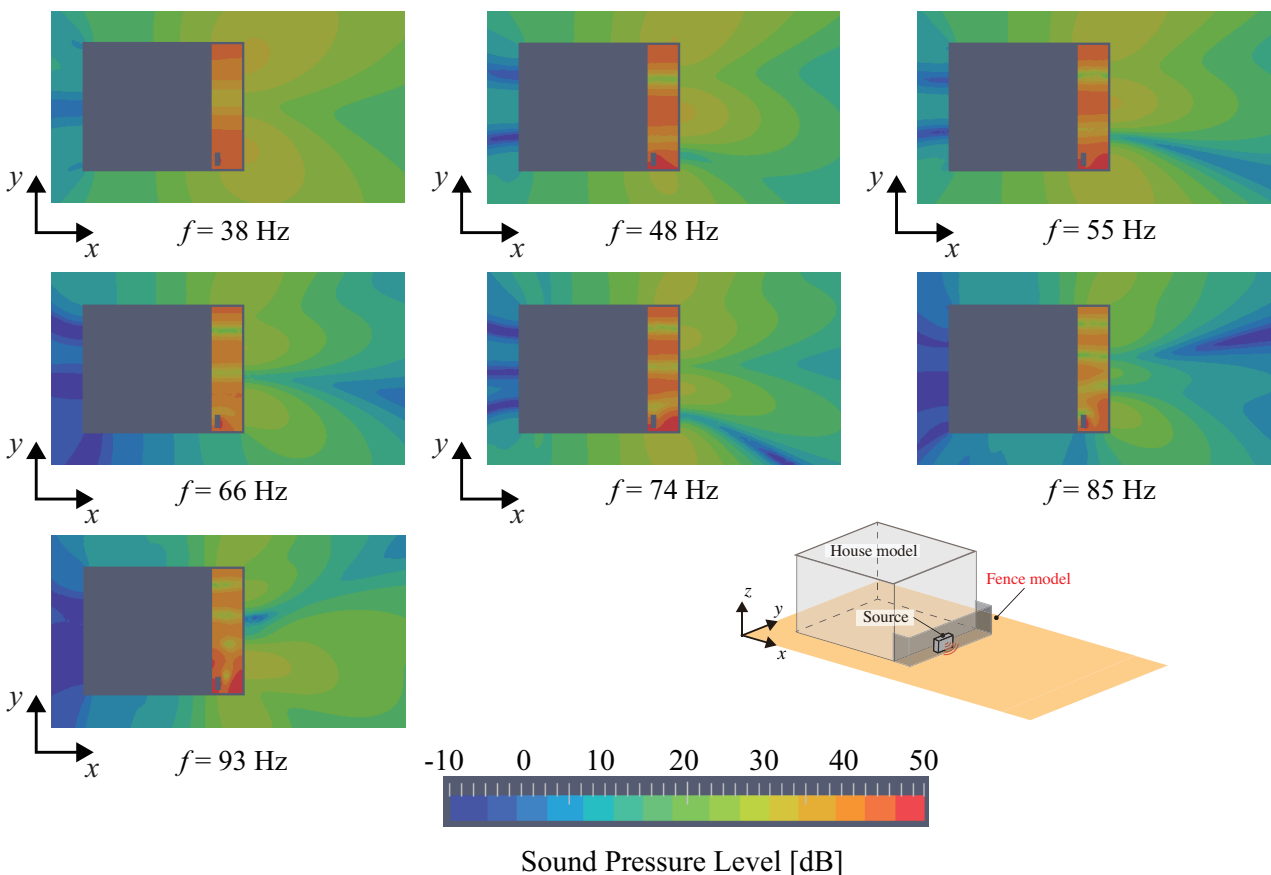 y
x
f = 38 Hz
y
x
f = 48 Hz
y
x
f = 55 Hz
y
x
f = 66 Hz
y
x
f = 74 Hz
y
x
f = 85 Hz
y
x
f = 93 Hz
House model
Fence model
Source
z
y
x
-10 0 10 20 30 40 50
Sound Pressure Level [dB]